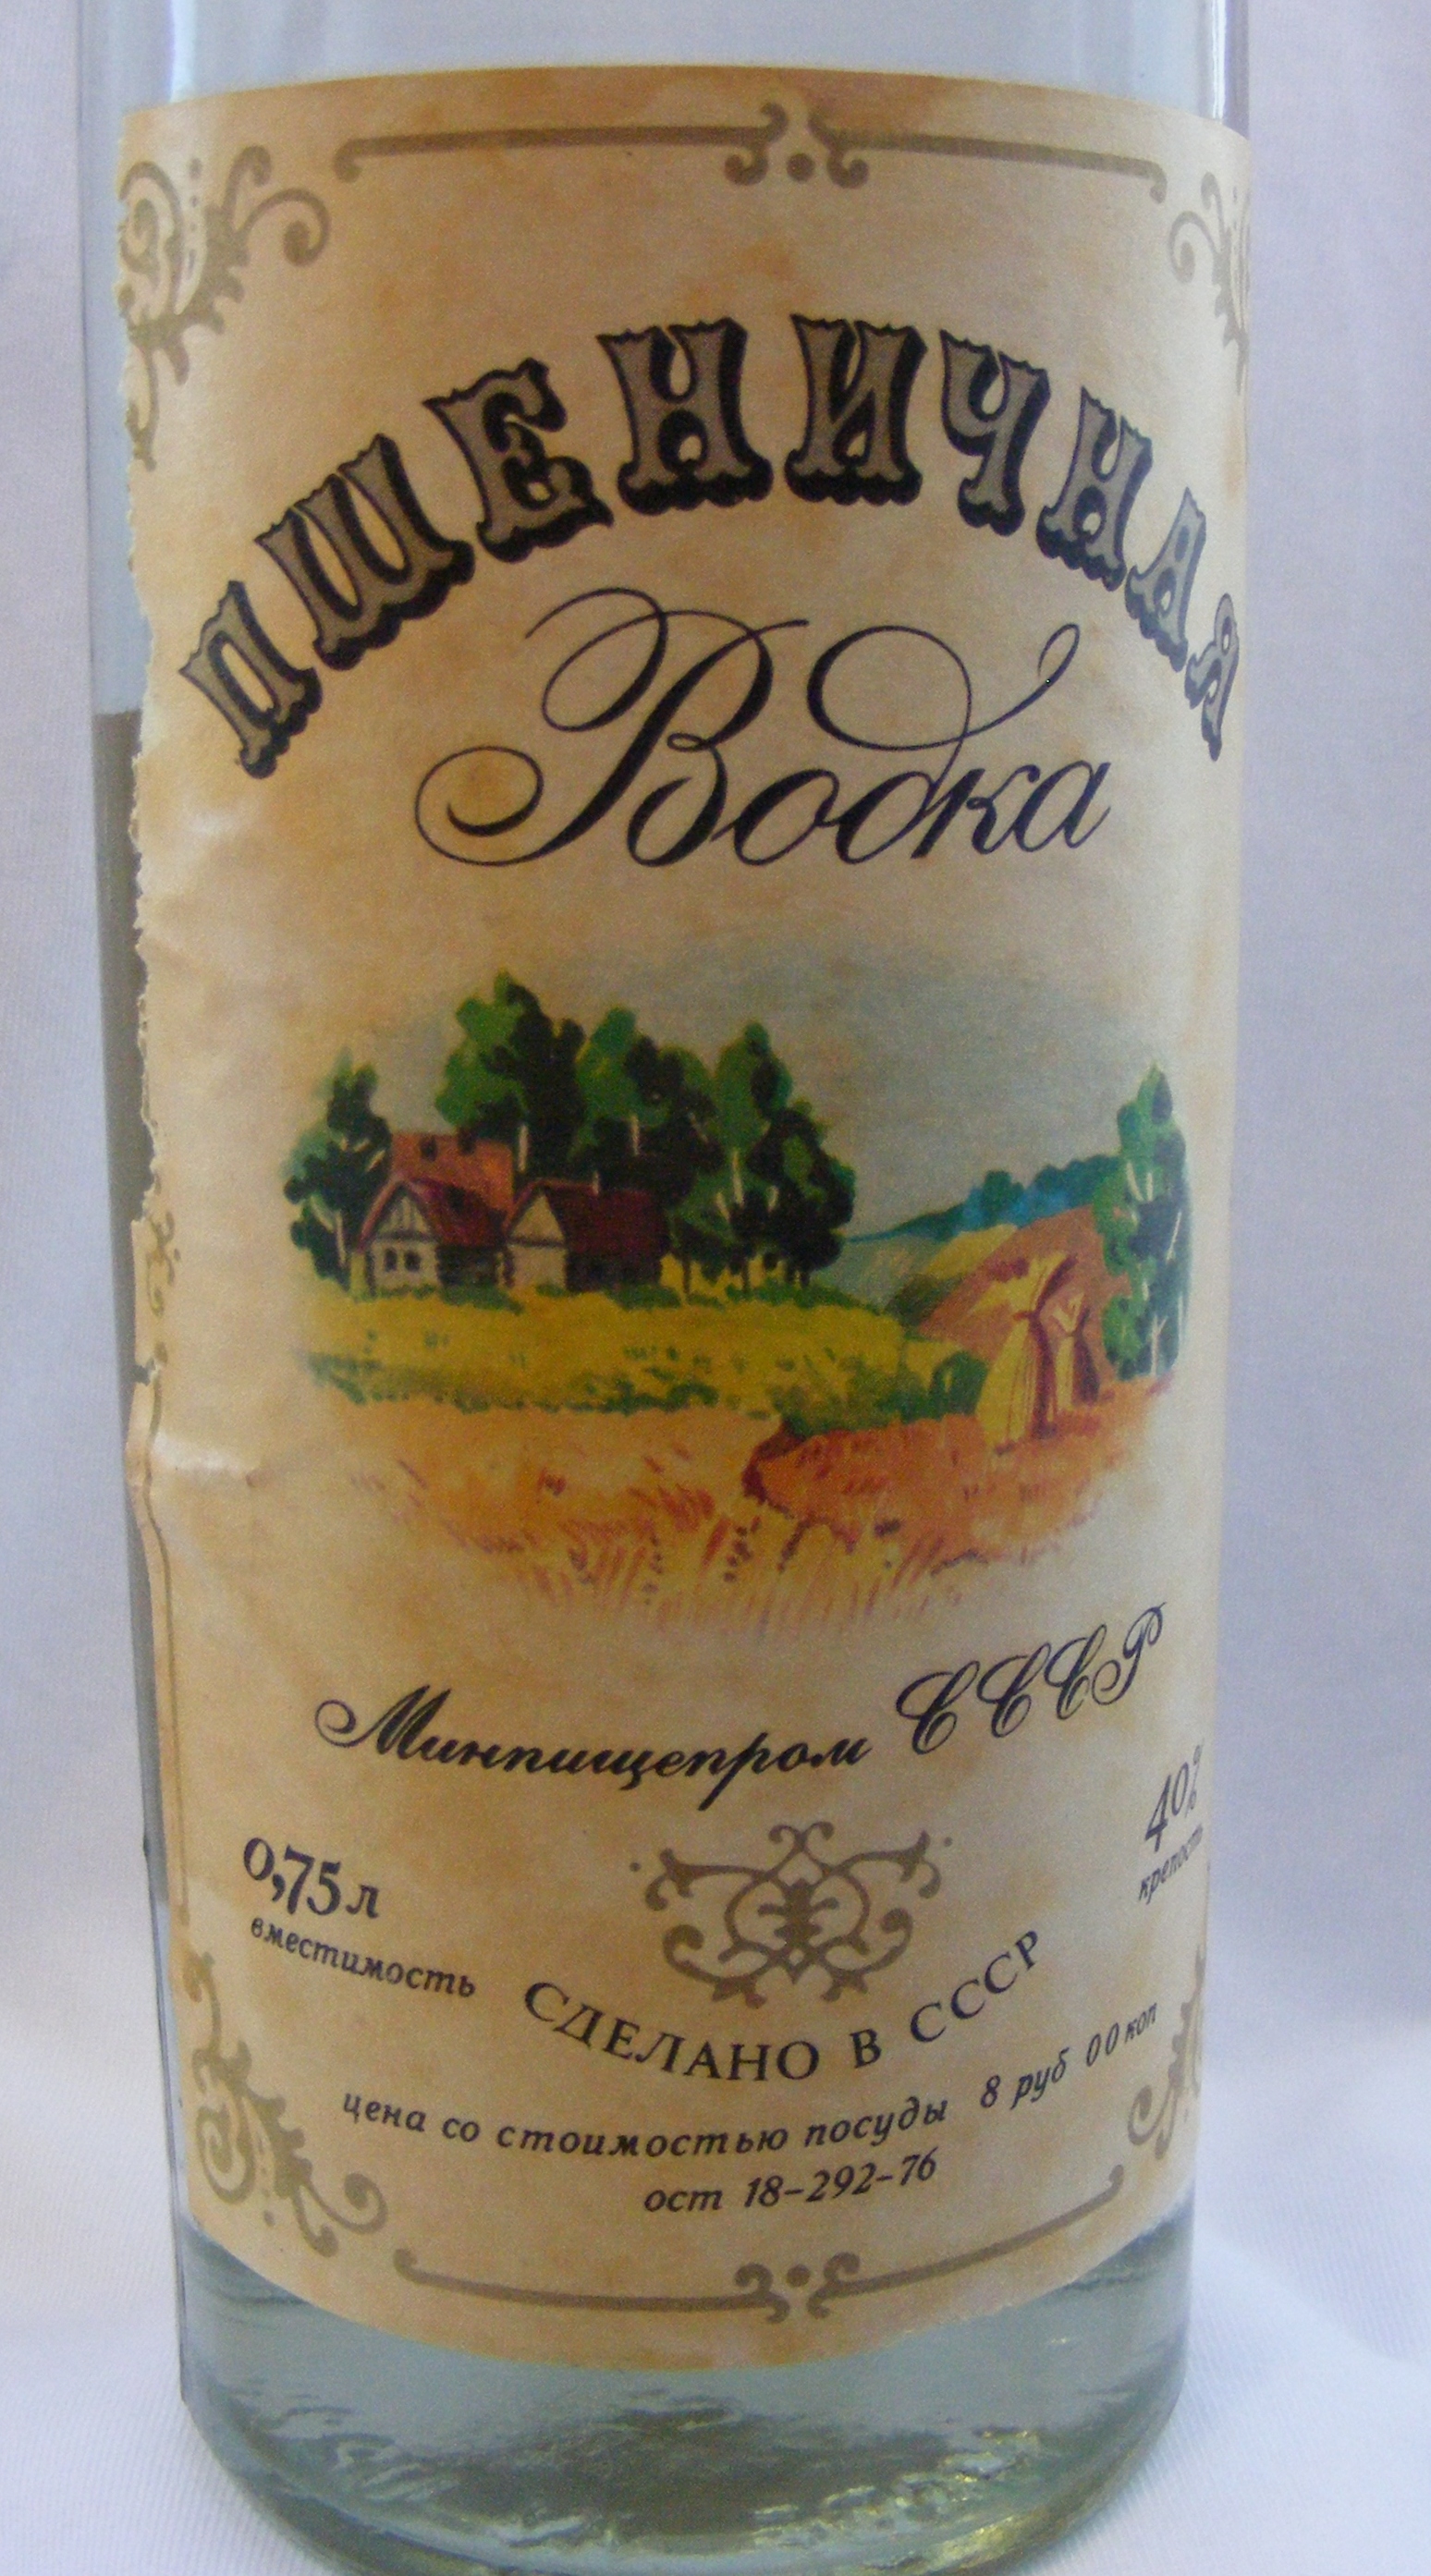 ПШЕНИЧНАЯ
Водка
Минпищепром СССР
0,75 л
вместимость
40%
крепость
СДЕЛАНО В СССР
цена со стоимостью посуды 8 руб 00 коп
ост 18-292-76